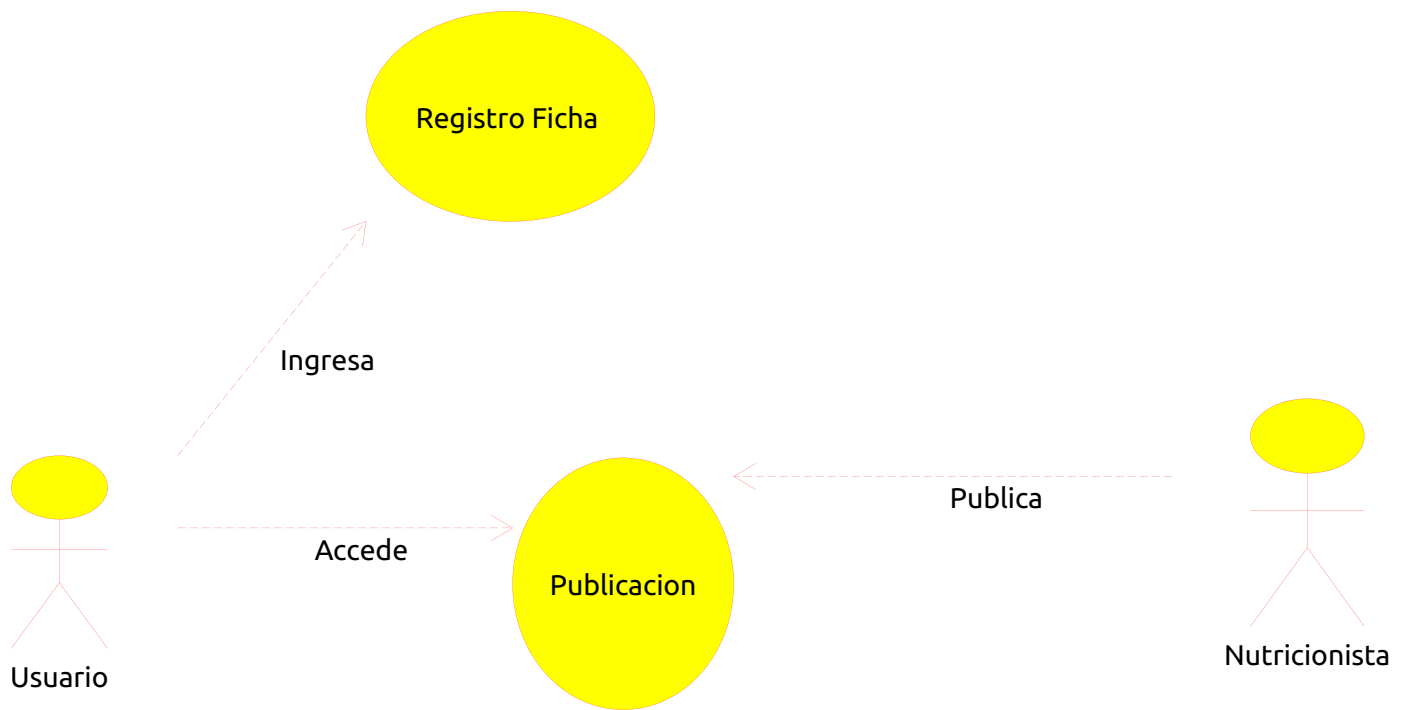 Registro Ficha
Ingresa
Publica
Accede
Publicacion
Nutricionista
Usuario